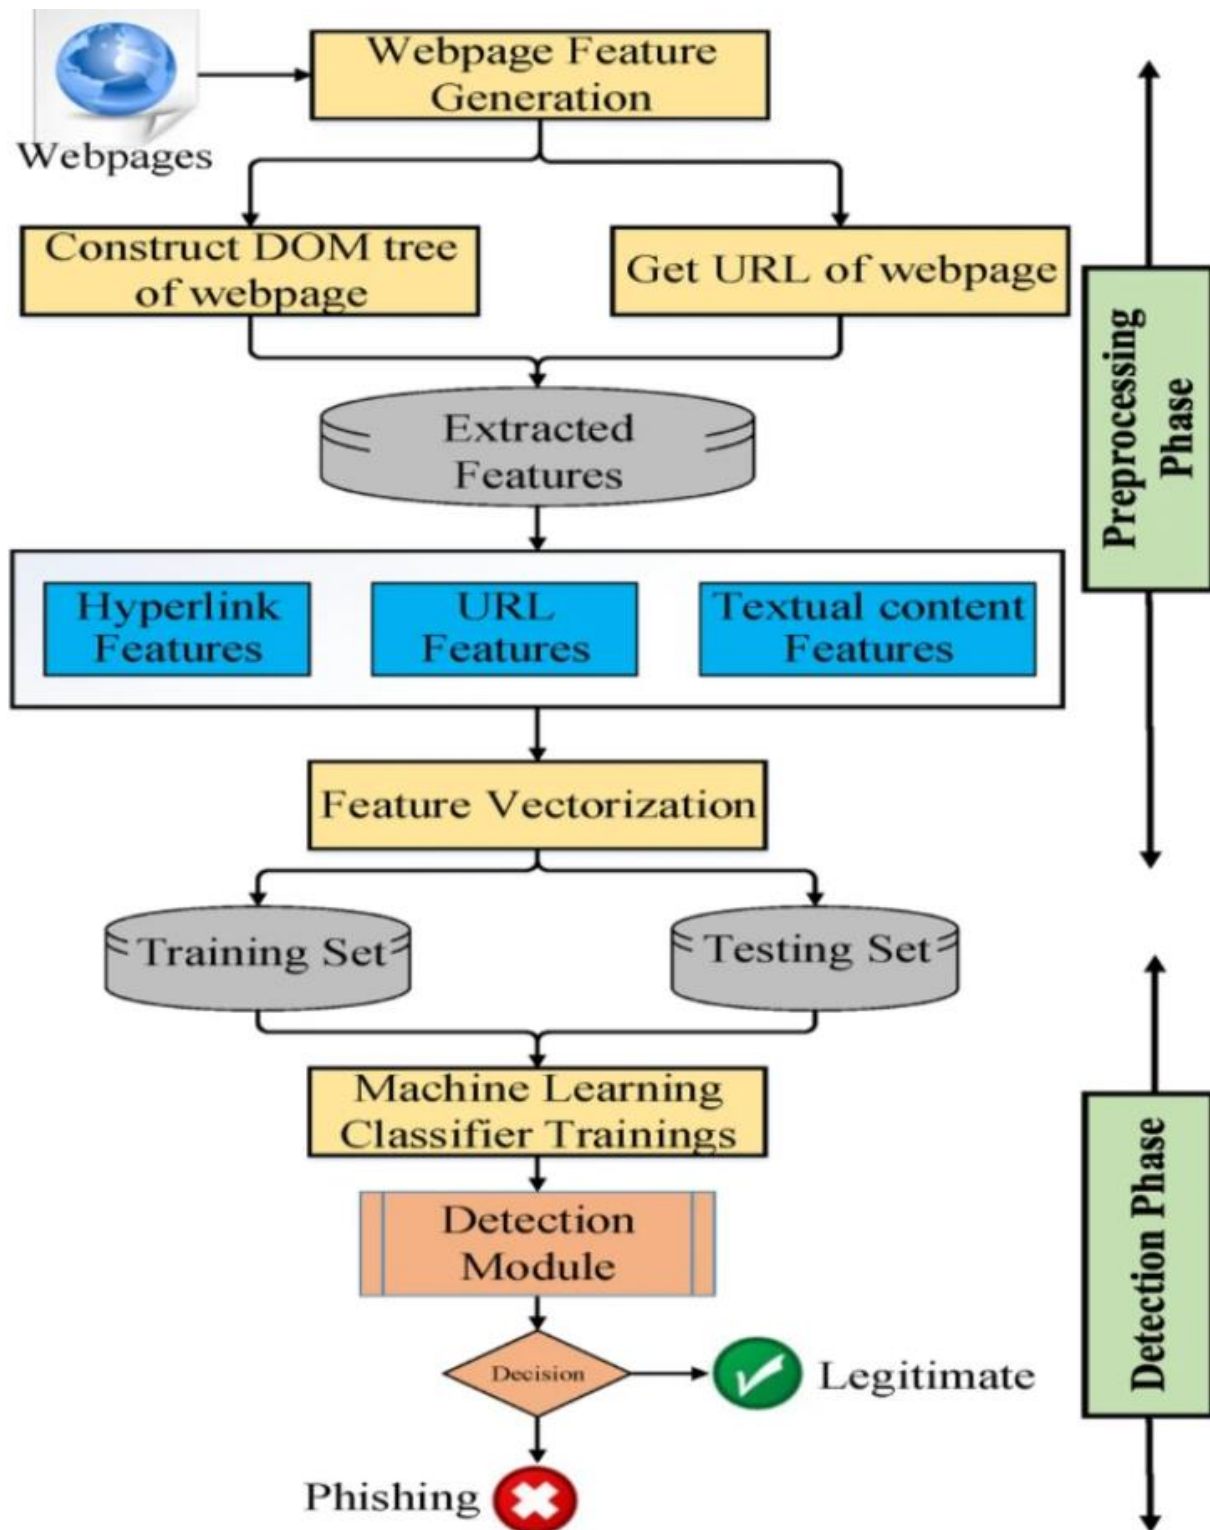 Webpage Feature
Generation
Webpages
Construct DOM tree
of webpage
Get URL of webpage
Extracted
Features
Hyperlink
Features
URL
Features
Textual content
Features
Feature Vectorization
Training Set
Testing Set
Machine Learning
Classifier Trainings
Detection
Module
Decision
Legitimate
Phishing
Preprocessing
Phase
Detection Phase